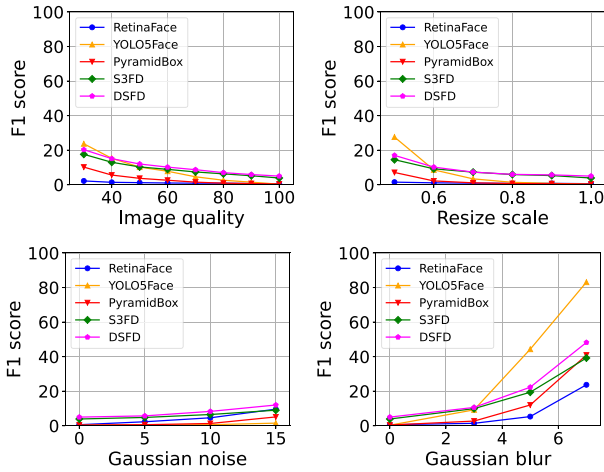 100
80
60
40
20
0
F1 score
RetinaFace
YOLO5Face
PyramidBox
S3FD
DSFD
40 60 80 100
Image quality
100
80
60
40
20
0
F1 score
RetinaFace
YOLO5Face
PyramidBox
S3FD
DSFD
0.6 0.8 1.0
Resize scale
100
80
60
40
20
0
F1 score
RetinaFace
YOLO5Face
PyramidBox
S3FD
DSFD
0 5 10 15
Gaussian noise
100
80
60
40
20
0
F1 score
RetinaFace
YOLO5Face
PyramidBox
S3FD
DSFD
0 2 4 6
Gaussian blur